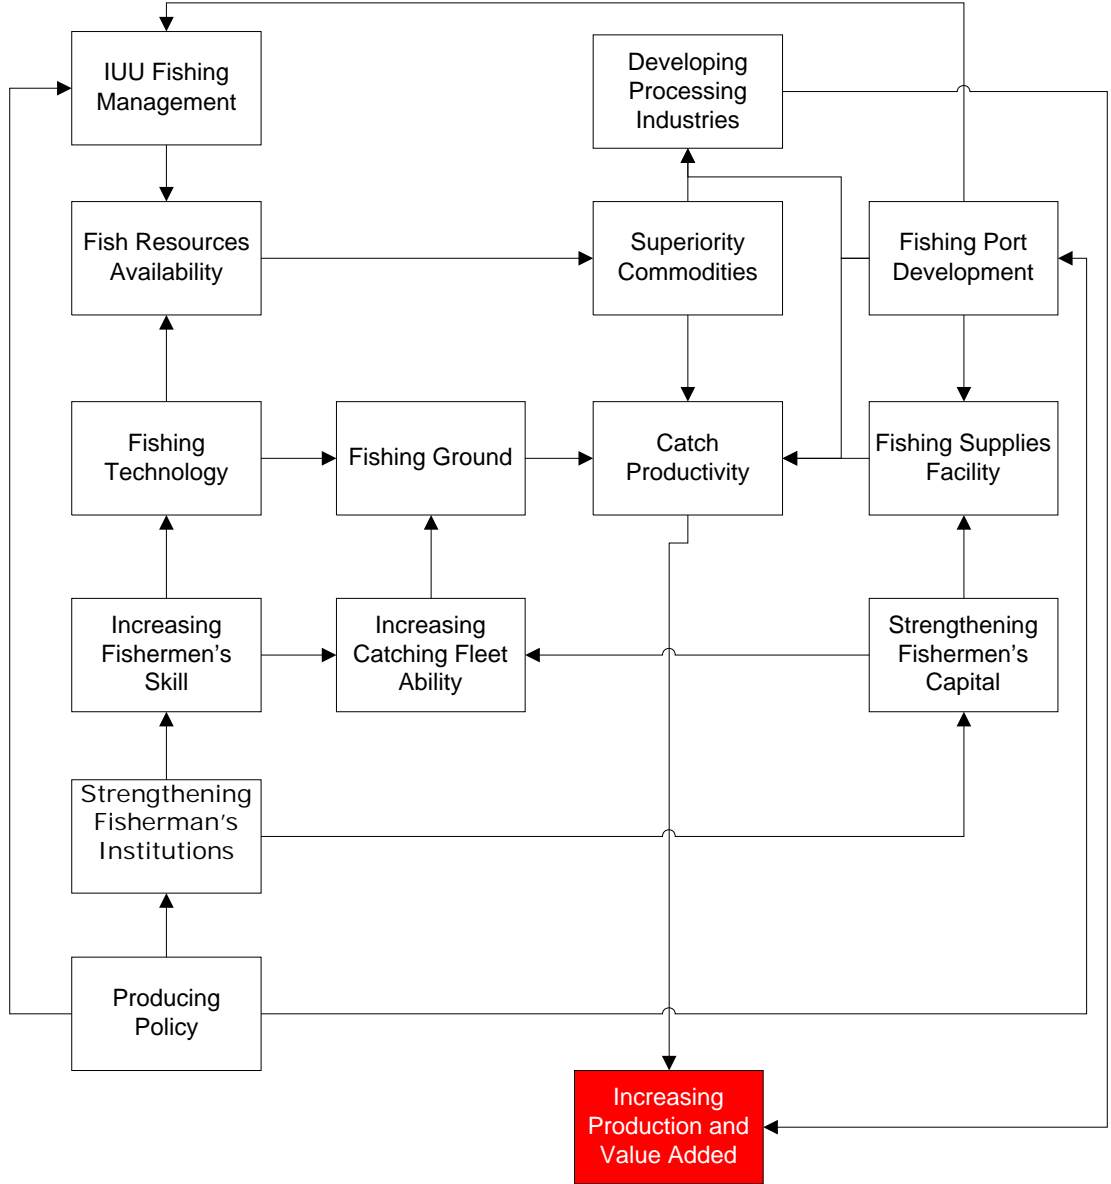 IUU Fishing
Management
Developing
Processing
Industries
Fish Resources
Availability
Superiority
Commodities
Fishing Port
Development
Fishing
Technology
Fishing Ground
Catch
Productivity
Fishing Supplies
Facility
Increasing
Fishermen’s
Skill
Increasing
Catching Fleet
Ability
Strengthening
Fishermen’s
Capital
Strengthening
Fisherman’s
Institutions
Producing
Policy
Increasing
Production and
Value Added